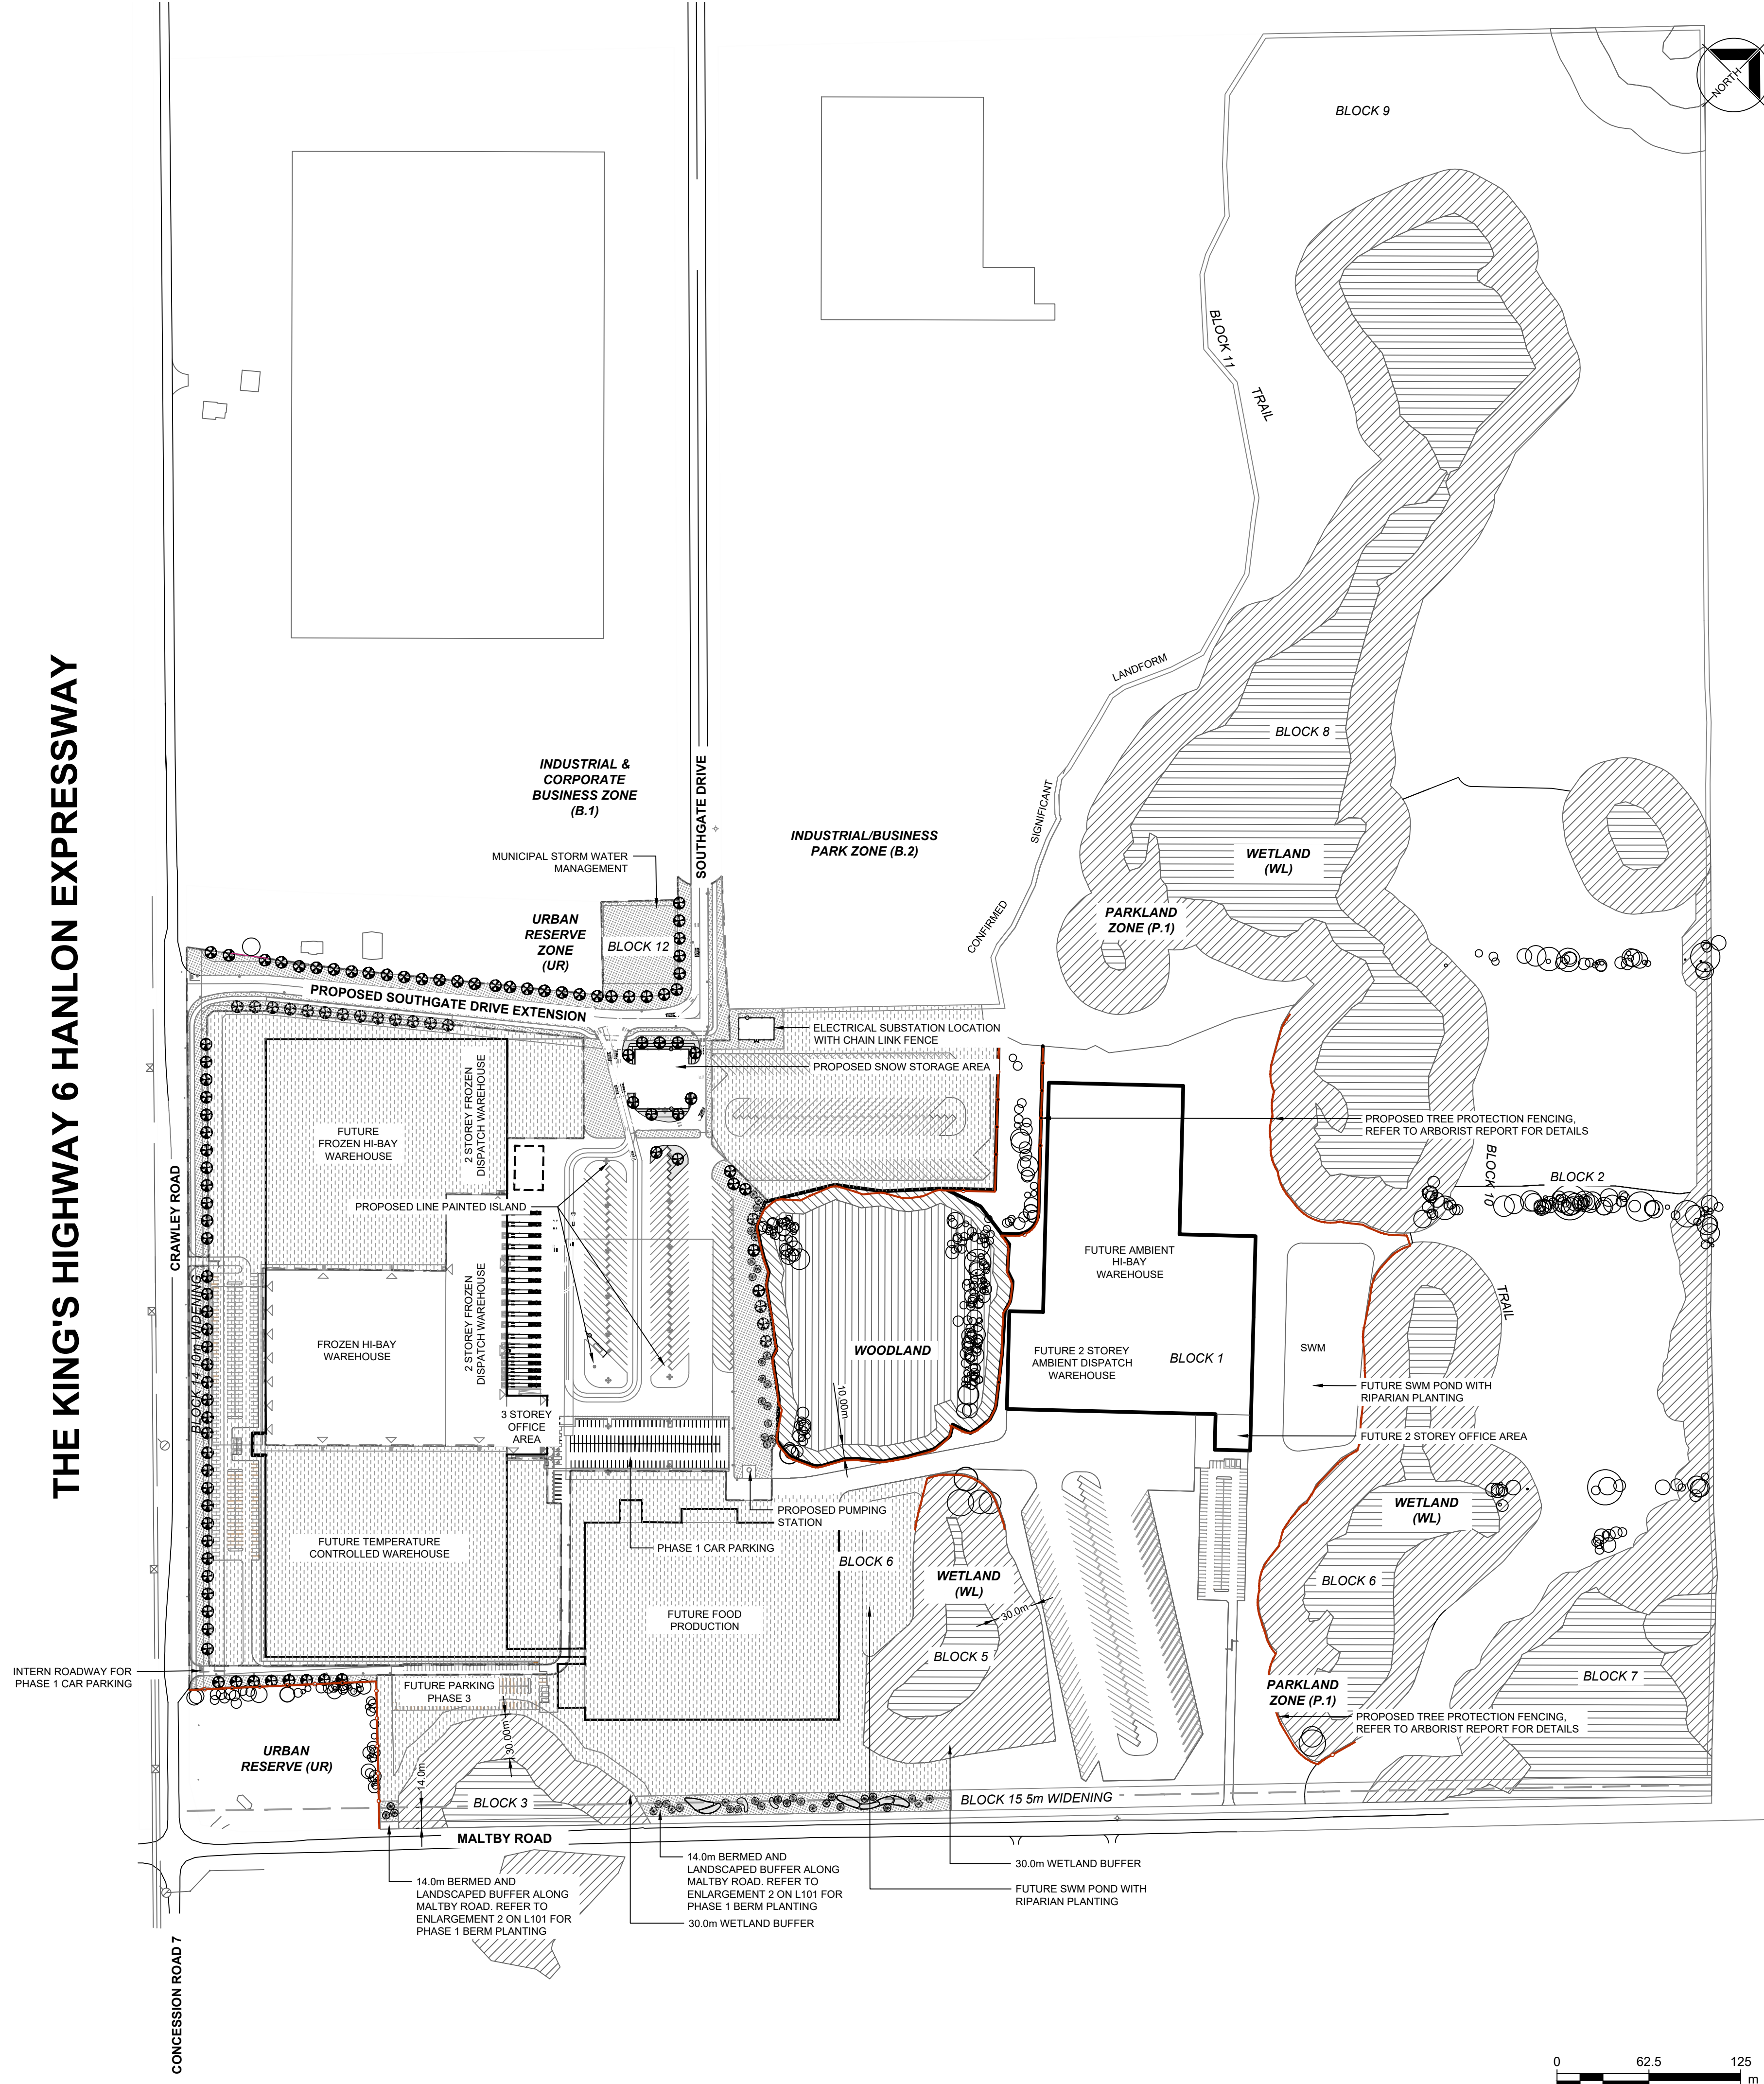 BLOCK 9
NORTH
BLOCK 11
TRAIL
LANDFORM
THE KING'S HIGHWAY 6 HANLON EXPRESSWAY
BLOCK 8
INDUSTRIAL &
CORPORATE
BUSINESS ZONE
(B.1)
SOUTHGATE DRIVE
SIGNIFICANT
INDUSTRIAL/BUSINESS
PARK ZONE (B.2)
MUNICIPAL STORM WATER
MANAGEMENT
WETLAND
(WL)
PARKLAND
ZONE (P.1)
CONFIRMED
URBAN
RESERVE
ZONE
(UR)
BLOCK 12
PROPOSED SOUTHGATE DRIVE EXTENSION
ELECTRICAL SUBSTATION LOCATION
WITH CHAIN LINK FENCE
PROPOSED SNOW STORAGE AREA
2 STOREY FROZEN
DISPATCH WAREHOUSE
FUTURE
FROZEN HI-BAY
WAREHOUSE
PROPOSED TREE PROTECTION FENCING,
REFER TO ARBORIST REPORT FOR DETAILS
BLOCK 10
BLOCK 2
CRAWLEY ROAD
PROPOSED LINE PAINTED ISLAND
FUTURE AMBIENT
HI-BAY
WAREHOUSE
TRAIL
BLOCK 14 10m WIDENING
FROZEN HI-BAY
WAREHOUSE
2 STOREY FROZEN
DISPATCH WAREHOUSE
WOODLAND
FUTURE 2 STOREY
AMBIENT DISPATCH
WAREHOUSE
BLOCK 1
SWM
FUTURE SWM POND WITH
RIPARIAN PLANTING
10.00m
3 STOREY
OFFICE
AREA
FUTURE 2 STOREY OFFICE AREA
PROPOSED PUMPING
STATION
WETLAND
(WL)
FUTURE TEMPERATURE
CONTROLLED WAREHOUSE
PHASE 1 CAR PARKING
BLOCK 6
WETLAND
(WL)
BLOCK 6
30.0m
FUTURE FOOD
PRODUCTION
BLOCK 5
INTERN ROADWAY FOR
PHASE 1 CAR PARKING
FUTURE PARKING
PHASE 3
BLOCK 7
PARKLAND
ZONE (P.1)
PROPOSED TREE PROTECTION FENCING,
REFER TO ARBORIST REPORT FOR DETAILS
30.00m
URBAN
RESERVE (UR)
14.0m
BLOCK 3
BLOCK 15 5m WIDENING
MALTBY ROAD
14.0m BERMED AND
LANDSCAPED BUFFER ALONG
MALTBY ROAD. REFER TO
ENLARGEMENT 2 ON L101 FOR
PHASE 1 BERM PLANTING
30.0m WETLAND BUFFER
14.0m BERMED AND
LANDSCAPED BUFFER ALONG
MALTBY ROAD. REFER TO
ENLARGEMENT 2 ON L101 FOR
PHASE 1 BERM PLANTING
30.0m WETLAND BUFFER
FUTURE SWM POND WITH
RIPARIAN PLANTING
CONCESSION ROAD 7
0 62.5 125
m